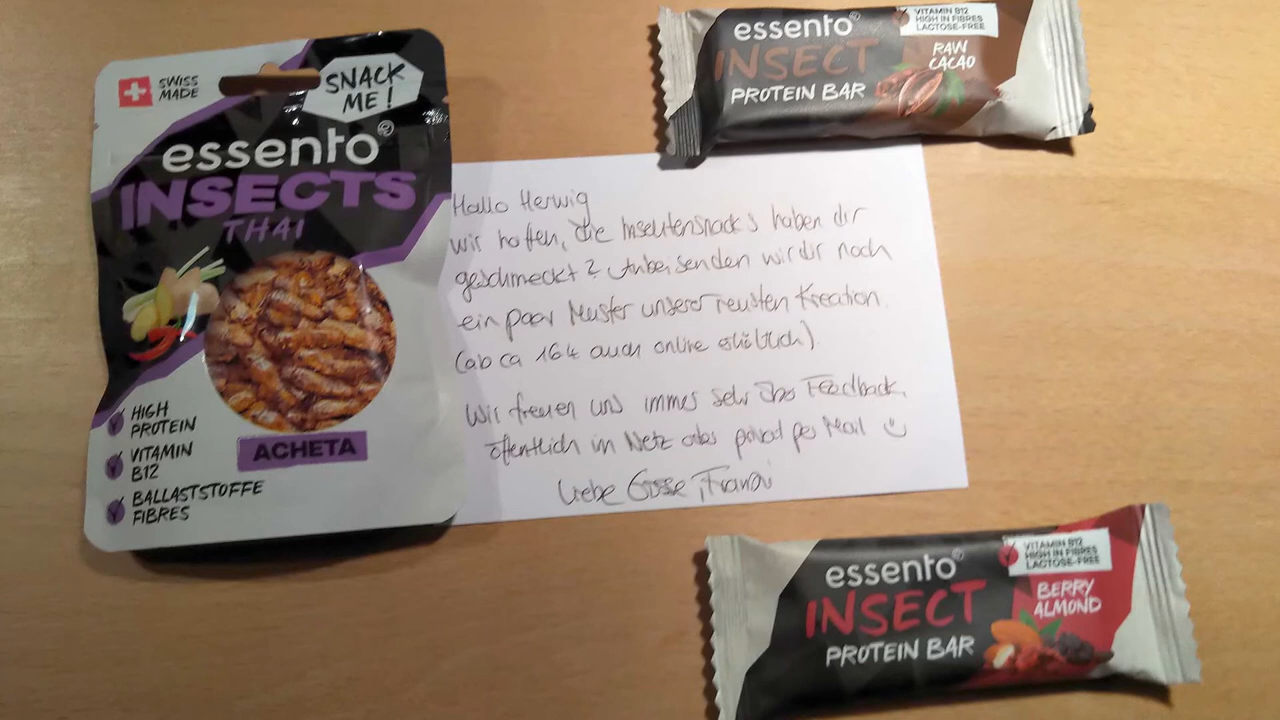 SWISS
MADE
SNACK
ME!
essento
INSECTS
THAI
HIGH
PROTEIN
VITAMIN
B12
BALLASTSTOFFE
FIBRES
ACHETA
essento
INSECT
PROTEIN BAR
VITAMIN B12
HIGH IN FIBRES
LACTOSE-FREE
RAW
CACAO
Hallo Herwig
wir hoffen, die Insektensnacks haben dir
geschmeckt? Anbei senden wir dir noch
ein paar Muster unserer neusten Kreation
(ab ca 16.4 auch online erhältlich).
Wir freuen uns immer sehr über Feedback,
öffentlich im Netz oder privat per Mail ☺
Liebe Grüsse,
essento
INSECT
PROTEIN BAR
VITAMIN B12
HIGH IN FIBRES
LACTOSE-FREE
BERRY
ALMOND